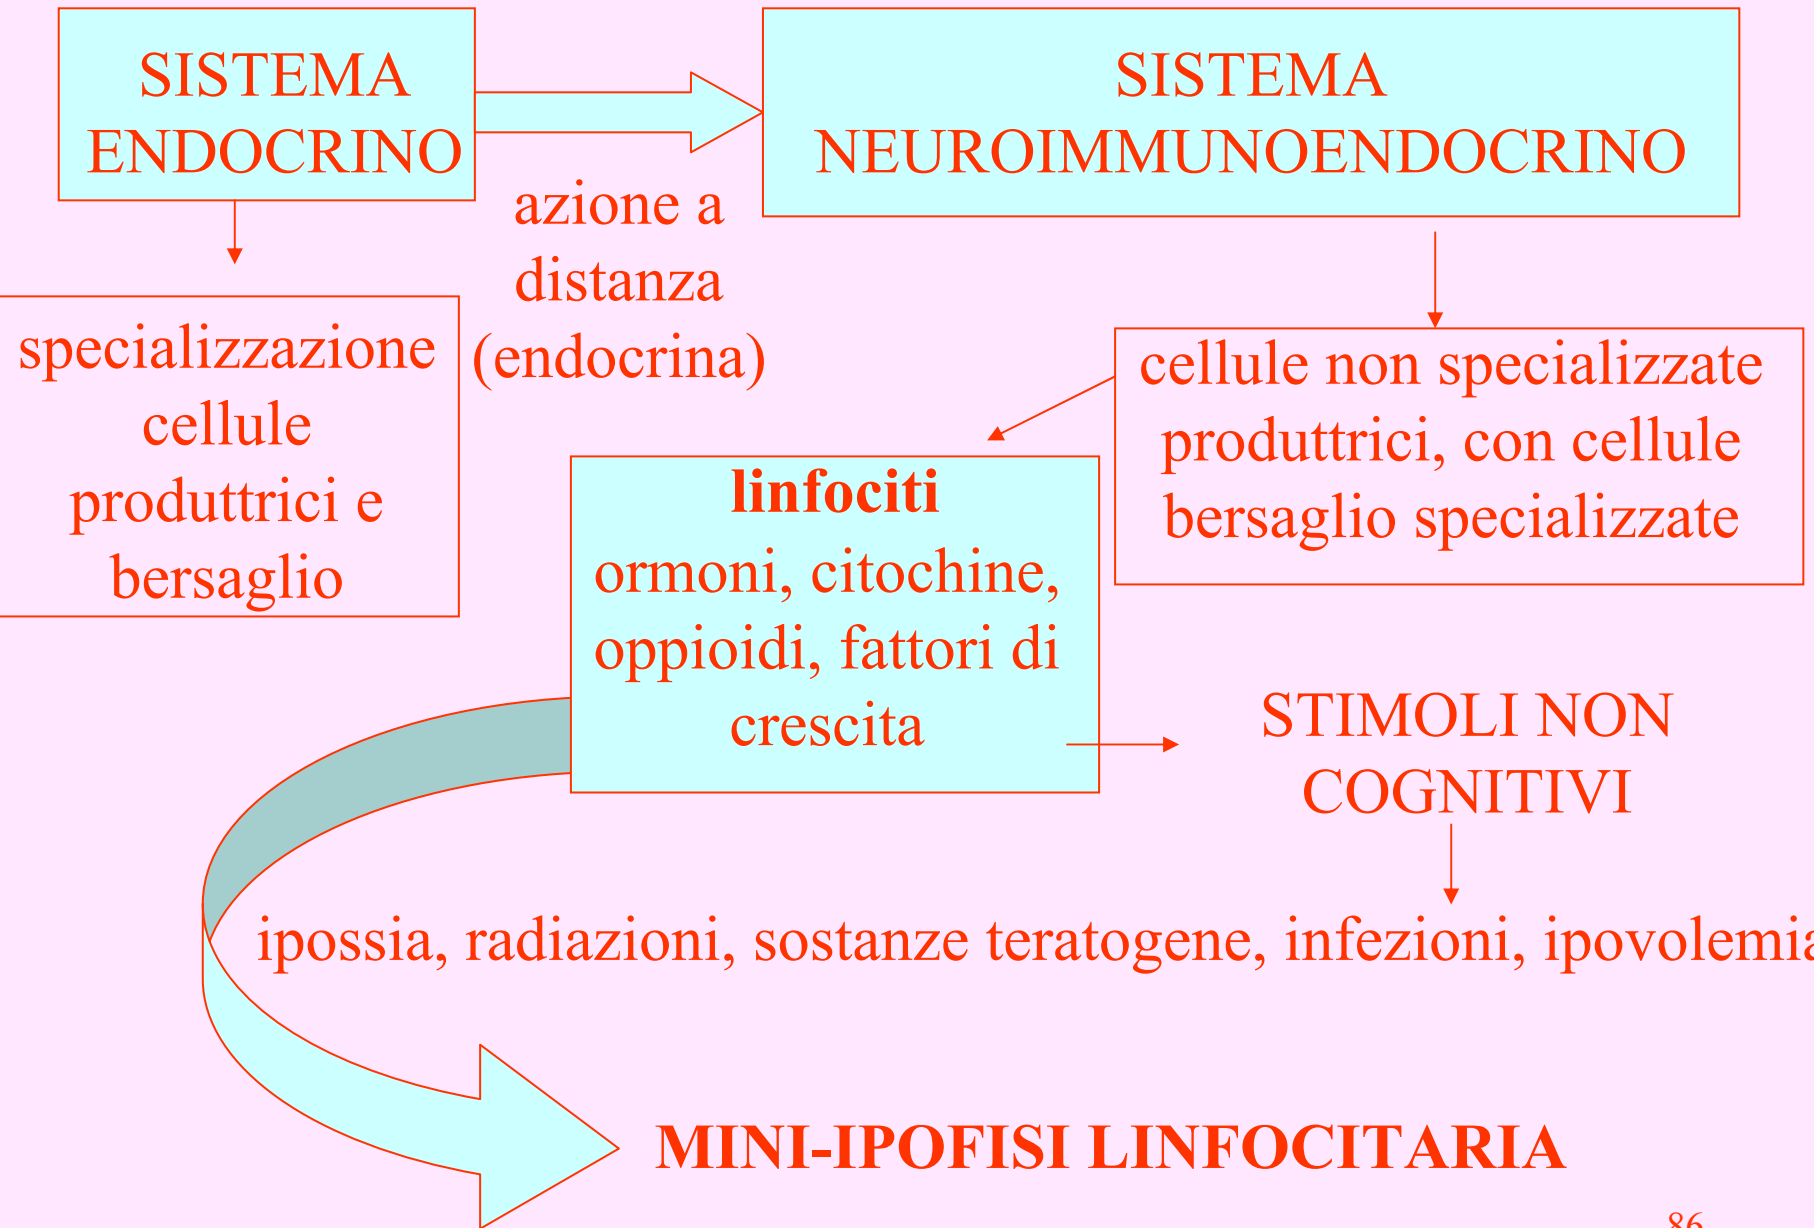 SISTEMA
ENDOCRINO
SISTEMA
NEUROIMMUNOENDOCRINO
azione a
distanza
(endocrina)
specializzazione
cellule
produttrici e
bersaglio
cellule non specializzate
produttrici, con cellule
bersaglio specializzate
linfociti
ormoni, citochine,
oppioidi, fattori di
crescita
STIMOLI NON
COGNITIVI
ipossia, radiazioni, sostanze teratogene, infezioni, ipovolemia
MINI-IPOFISI LINFOCITARIA
86